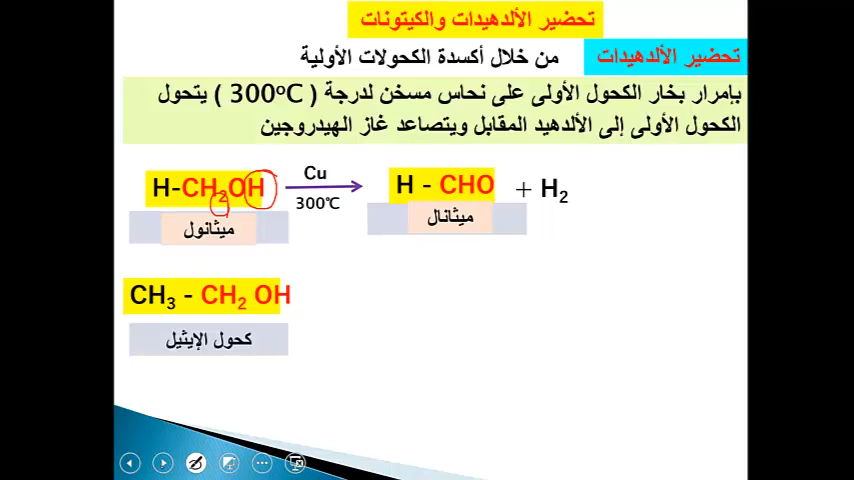 تحضير الألدهيدات والكيتونات
تحضير الألدهيدات من خلال أكسدة الكحولات الأولية
بإمرار بخار الكحول الأولى على نحاس مسخن لدرجة ( 300ºC ) يتحول
الكحول الأولى إلى الألدهيد المقابل ويتصاعد غاز الهيدروجين
H-CH₂OH Cu 300℃ H - CHO + H₂
ميثانول ميثانال
CH₃ - CH₂ OH
كحول الإيثيل